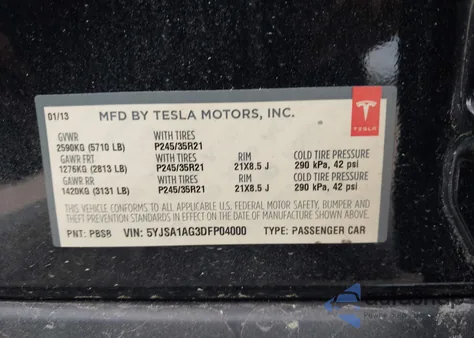 01/13
MFD BY TESLA MOTORS, INC.
TESLA
GVWR WITH TIRES
2590KG (5710 LB) P245/35R21
GAWR FRT WITH TIRES RIM COLD TIRE PRESSURE
1276KG (2813 LB) P245/35R21 21X8.5 J 290 kPa, 42 psi
GAWR RR WITH TIRES RIM COLD TIRE PRESSURE
1420KG (3131 LB) P245/35R21 21X8.5 J 290 kPa, 42 psi
THIS VEHICLE CONFORMS TO ALL APPLICABLE U.S. FEDERAL MOTOR SAFETY, BUMPER AND
THEFT PREVENTION STANDARDS IN EFFECT ON THE DATE OF MANUFACTURE SHOWN ABOVE.
PNT: PBSB VIN: 5YJSA1AG3DFP04000 TYPE: PASSENGER CAR